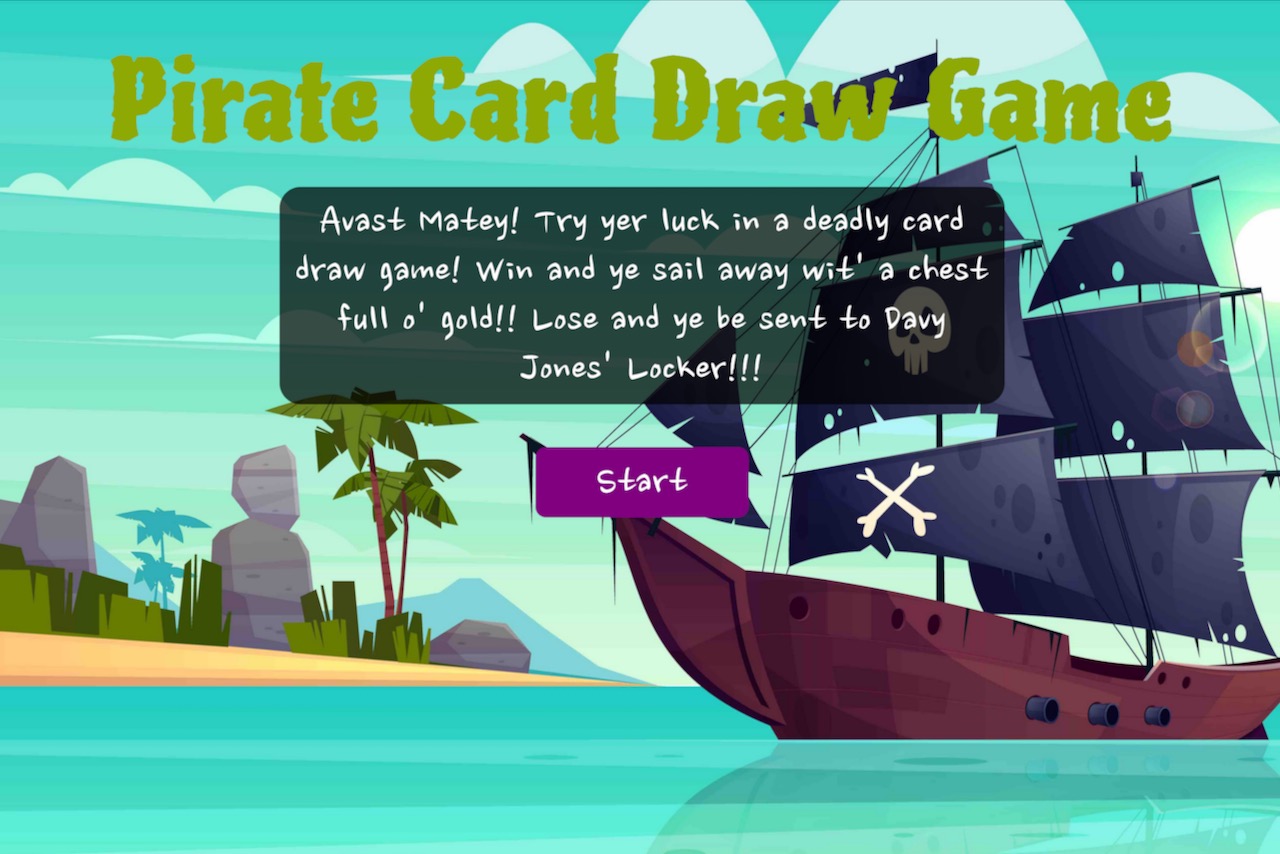 Pirate Card Draw Game
Avast Matey! Try yer luck in a deadly card
draw game! Win and ye sail away wit' a chest
full o' gold!! Lose and ye be sent to Davy
Jones' Locker!!!
Start